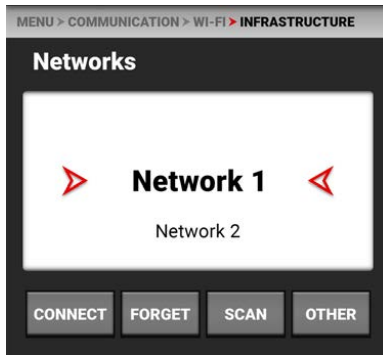 MENU > COMMUNICATION > WI-FI > INFRASTRUCTURE
Networks
Network 1
Network 2
CONNECT FORGET SCAN OTHER